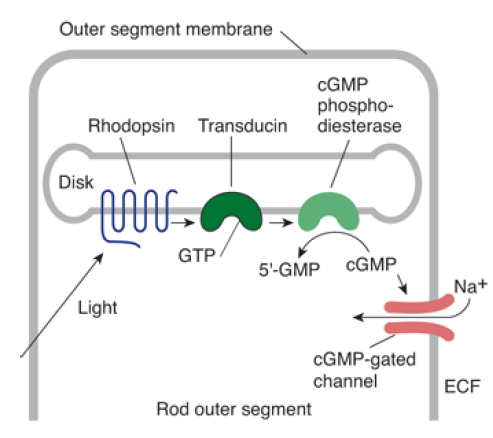 Outer segment membrane
cGMP
phospho-
diesterase
Rhodopsin
Transducin
Disk
GTP
5'-GMP
cGMP
Light
Na+
cGMP-gated
channel
ECF
Rod outer segment